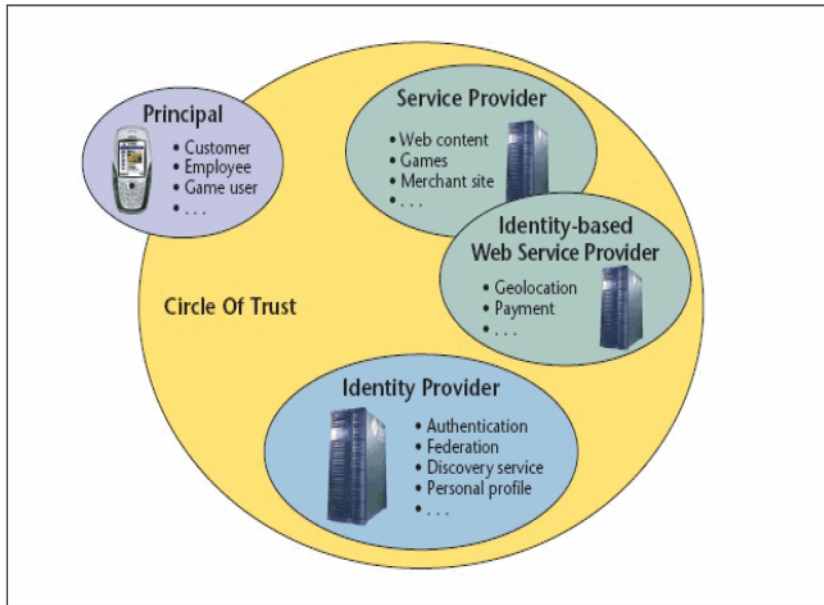 Principal
• Customer
• Employee
• Game user
• . . .
Service Provider
• Web content
• Games
• Merchant site
• . . .
Identity-based
Web Service Provider
• Geolocation
• Payment
• . . .
Circle Of Trust
Identity Provider
• Authentication
• Federation
• Discovery service
• Personal profile
• . . .